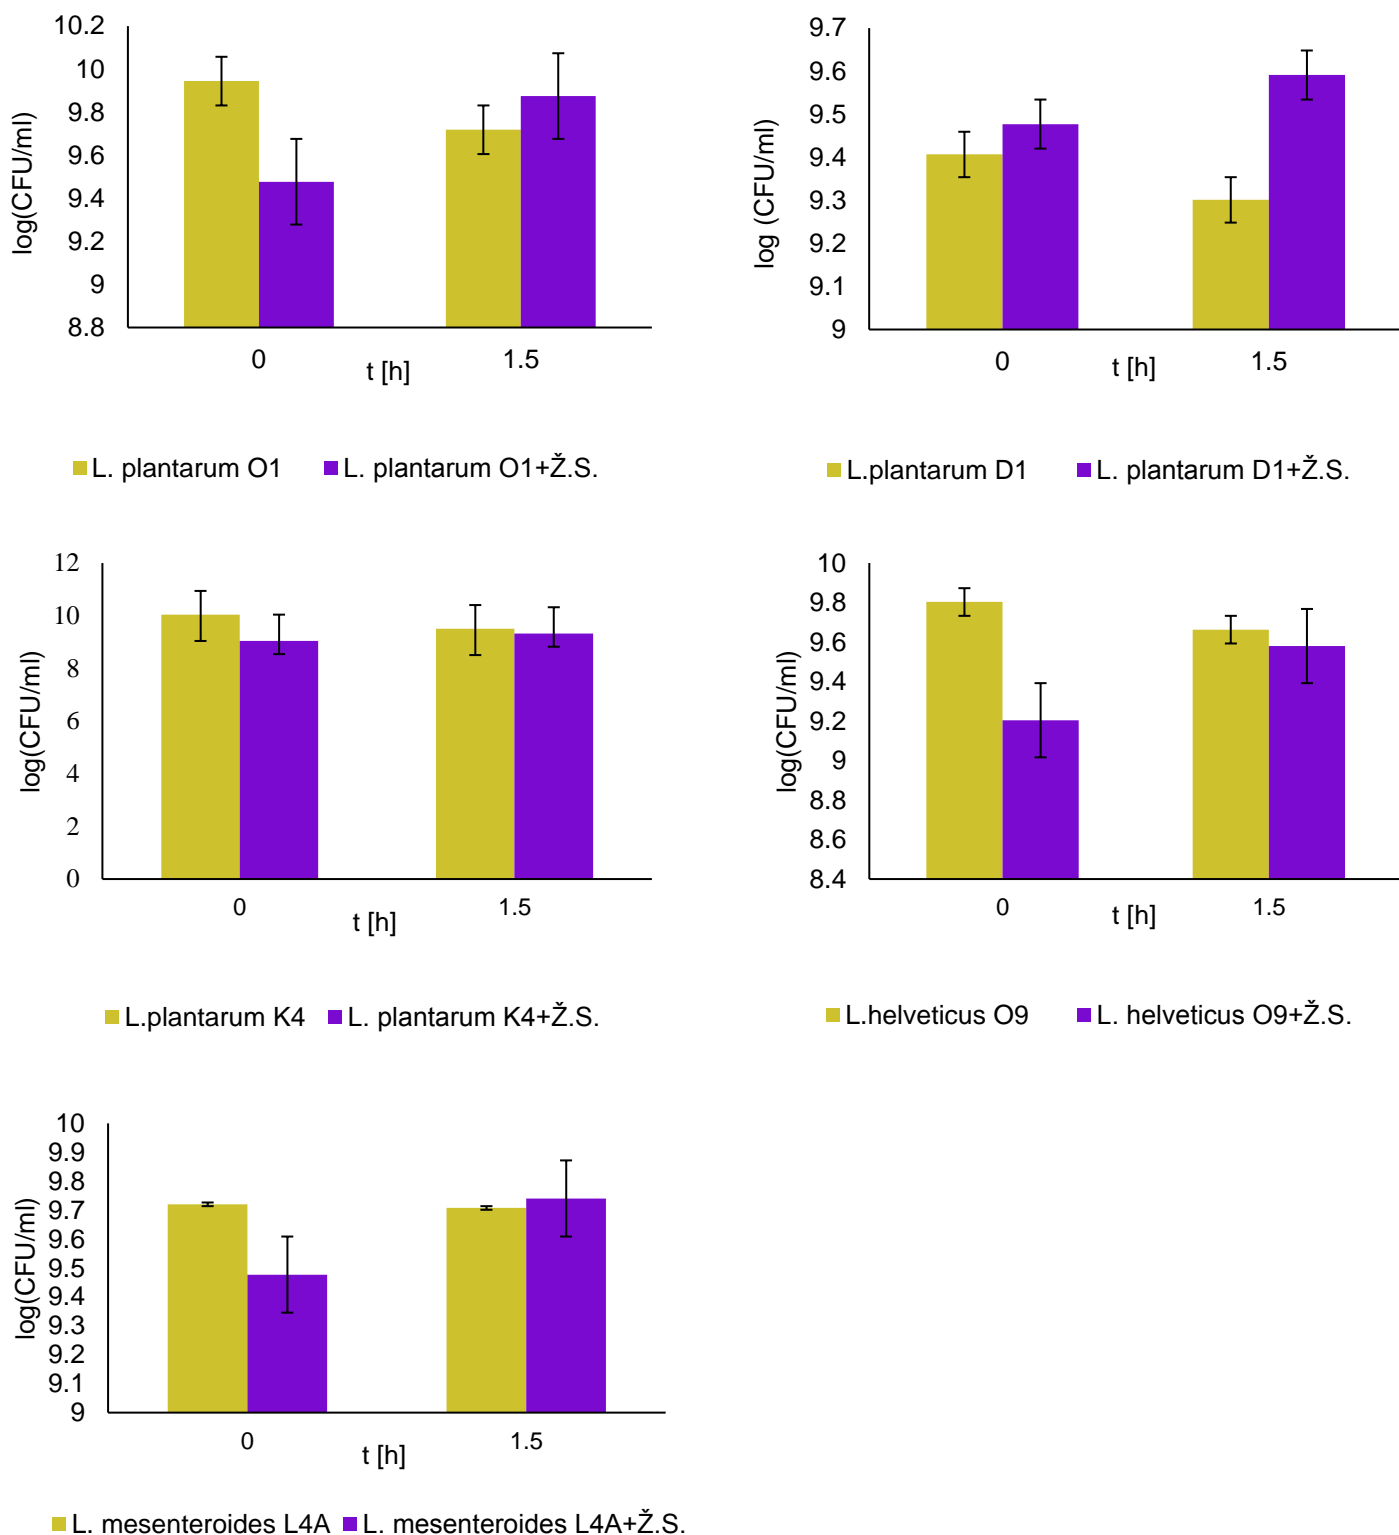 10.2
10
9.8
9.6
9.4
9.2
9
8.8
log(CFU/ml)
0
1.5
t [h]
L. plantarum O1
L. plantarum O1+Ž.S.
9.7
9.6
9.5
9.4
9.3
9.2
9.1
9
log (CFU/ml)
0
1.5
t [h]
L.plantarum D1
L. plantarum D1+Ž.S.
12
10
8
6
4
2
0
log(CFU/ml)
0
1.5
t [h]
L.plantarum K4
L. plantarum K4+Ž.S.
10
9.8
9.6
9.4
9.2
9
8.8
8.6
8.4
log(CFU/ml)
0
1.5
t [h]
L.helveticus O9
L. helveticus O9+Ž.S.
10
9.9
9.8
9.7
9.6
9.5
9.4
9.3
9.2
9.1
9
log(CFU/ml)
0
1.5
t [h]
L. mesenteroides L4A
L. mesenteroides L4A+Ž.S.